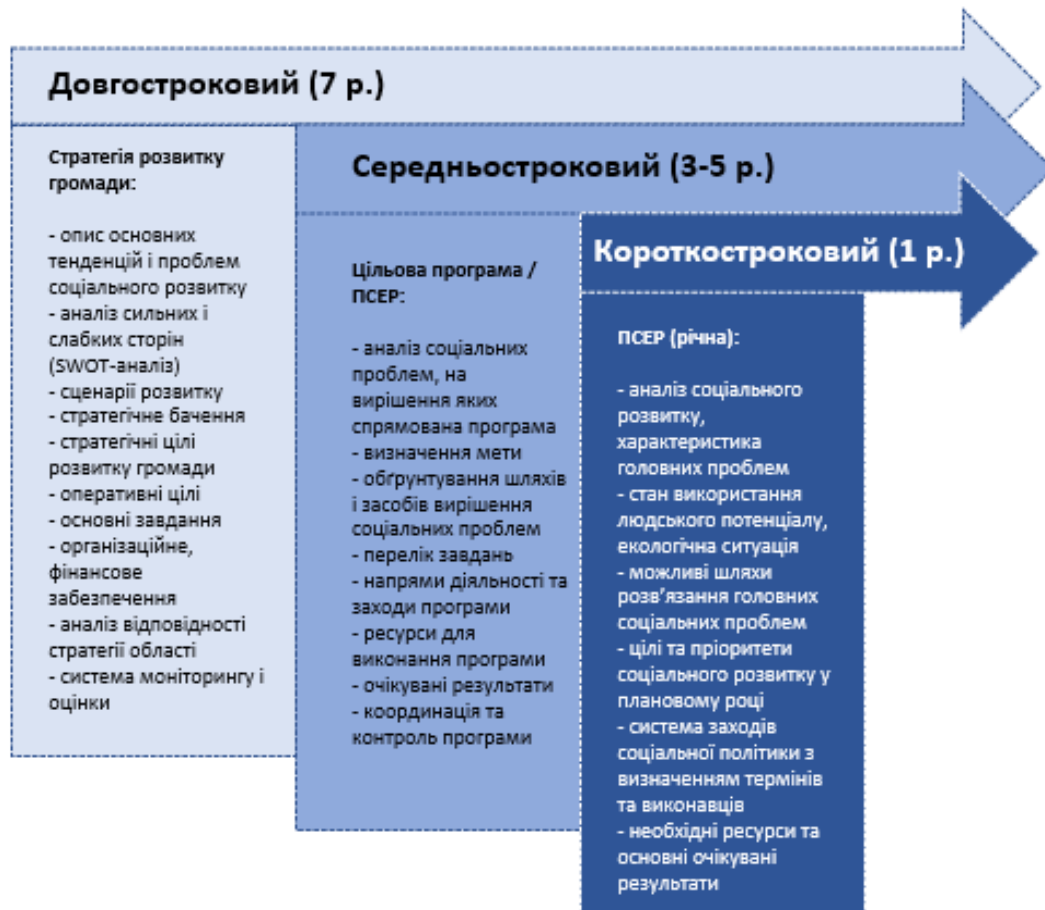 Довгостроковий (7 р.)
Стратегія розвитку
громади:
- опис основних
тенденцій і проблем
соціального розвитку
- аналіз сильних і
слабких сторін
(SWOT-аналіз)
- сценарії розвитку
- стратегічне бачення
- стратегічні цілі
розвитку громади
- оперативні цілі
- основні завдання
- організаційне,
фінансове
забезпечення
- аналіз відповідності
стратегії області
- система моніторингу і
оцінки
Середньостроковий (3-5 р.)
Цільова програма /
ПСЕР:
- аналіз соціальних
проблем, на
вирішення яких
спрямована програма
- визначення мети
- обґрунтування шляхів
і засобів вирішення
соціальних проблем
- перелік завдань
- напрями діяльності та
заходи програми
- ресурси для
виконання програми
- очікувані результати
- координація та
контроль програми
Короткостроковий (1 р.)
ПСЕР (річна):
- аналіз соціального
розвитку,
характеристика
головних проблем
- стан використання
людського потенціалу,
екологічна ситуація
- можливі шляхи
розв’язання головних
соціальних проблем
- цілі та пріоритети
соціального розвитку у
плановому році
- система заходів
соціальної політики з
визначенням термінів
та виконавців
- необхідні ресурси та
основні очікувані
результати